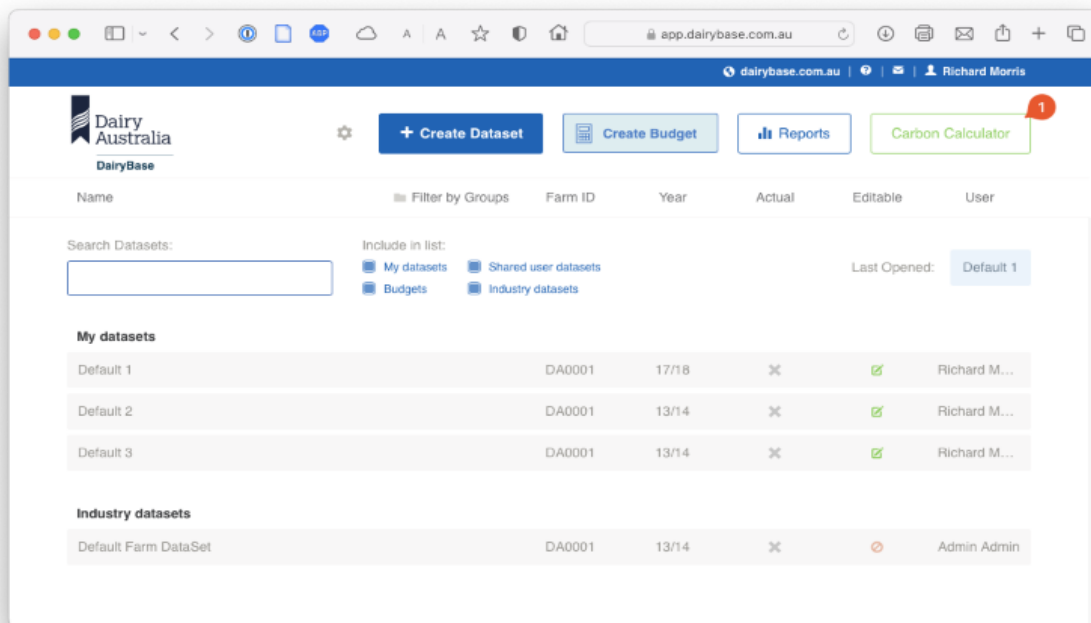 ABP
A A
app.dairybase.com.au
dairybase.com.au | ? | | Richard Morris
Dairy Australia
DairyBase
+ Create Dataset
Create Budget
Reports
Carbon Calculator
1
Name Filter by Groups Farm ID Year Actual Editable User
Search Datasets:
Include in list:
My datasets Shared user datasets
Budgets Industry datasets
Last Opened: Default 1
My datasets
Default 1 DA0001 17/18 Richard M...
Default 2 DA0001 13/14 Richard M...
Default 3 DA0001 13/14 Richard M...
Industry datasets
Default Farm DataSet DA0001 13/14 Admin Admin